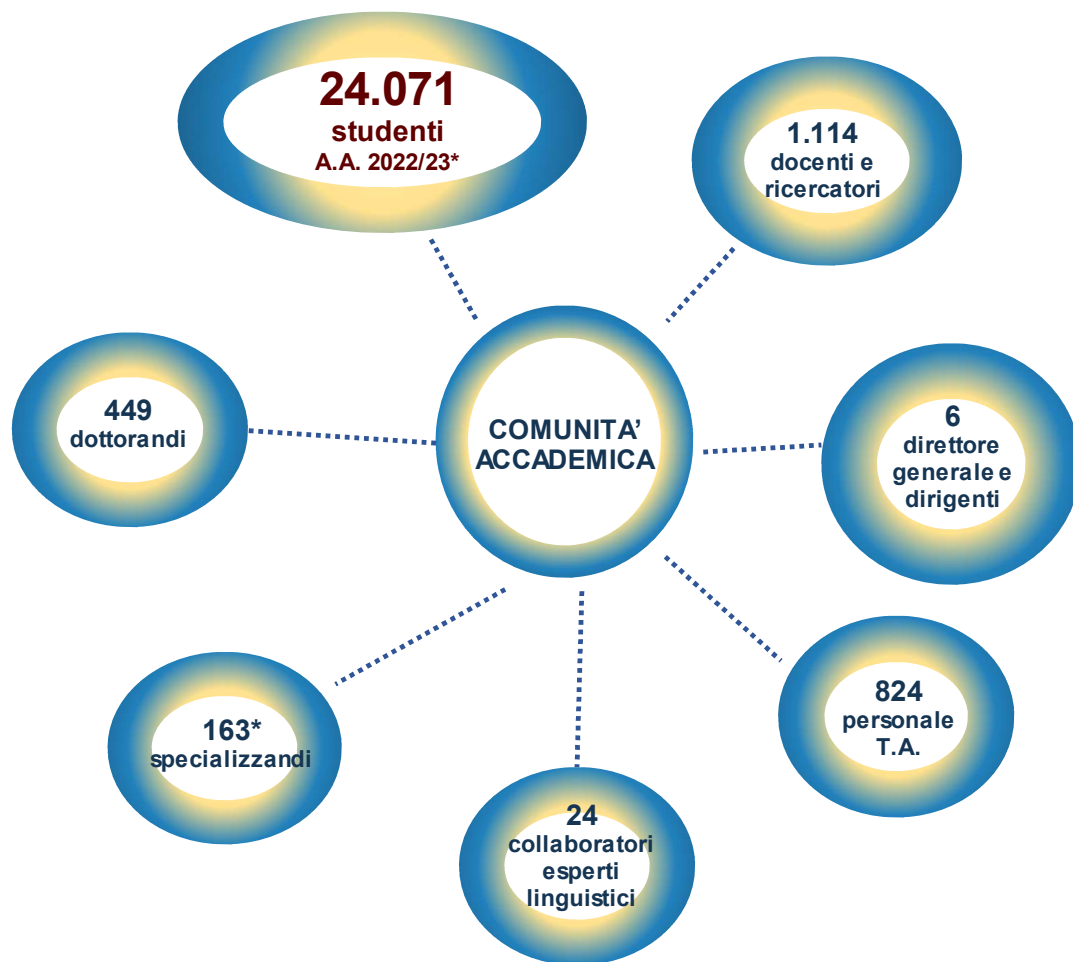 24.071
studenti
A.A. 2022/23*
1.114
docenti e
ricercatori
449
dottorandi
COMUNITA’
ACCADEMICA
6
direttore
generale e
dirigenti
163*
specializzandi
824
personale
T.A.
24
collaboratori
esperti
linguistici